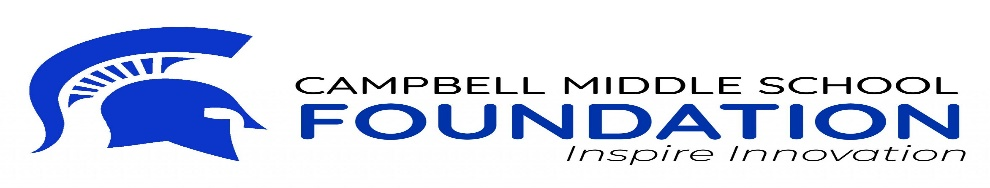 CAMPBELL MIDDLE SCHOOL
FOUNDATION
Inspire Innovation